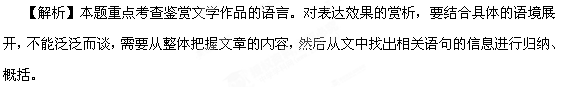 【解析】本题重点考查鉴赏文学作品的语言。对表达效果的赏析，要结合具体的语境展
开，不能泛泛而谈，需要从整体把握文章的内容，然后从文中找出相关语句的信息进行归纳、
概括。